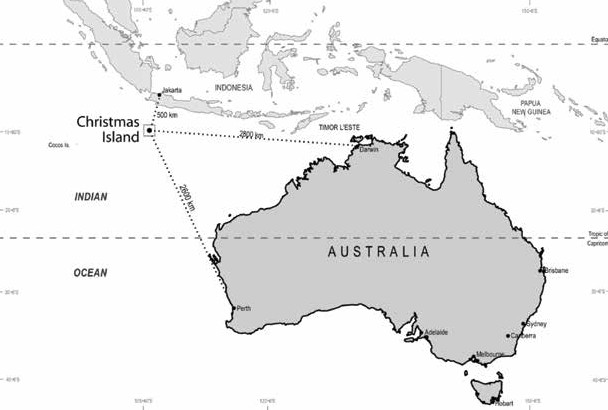 Equato
Jakarta
INDONESIA
500 km
PAPUA
NEW GUINEA
Christmas
Island
TIMOR L'ESTE
2800 km
Darwin
Cocos Is.
2600 km
INDIAN
Tropic of
Capricorn
AUSTRALIA
OCEAN
Brisbane
Perth
Sydney
Adelaide
Canberra
Melbourne
Hobart